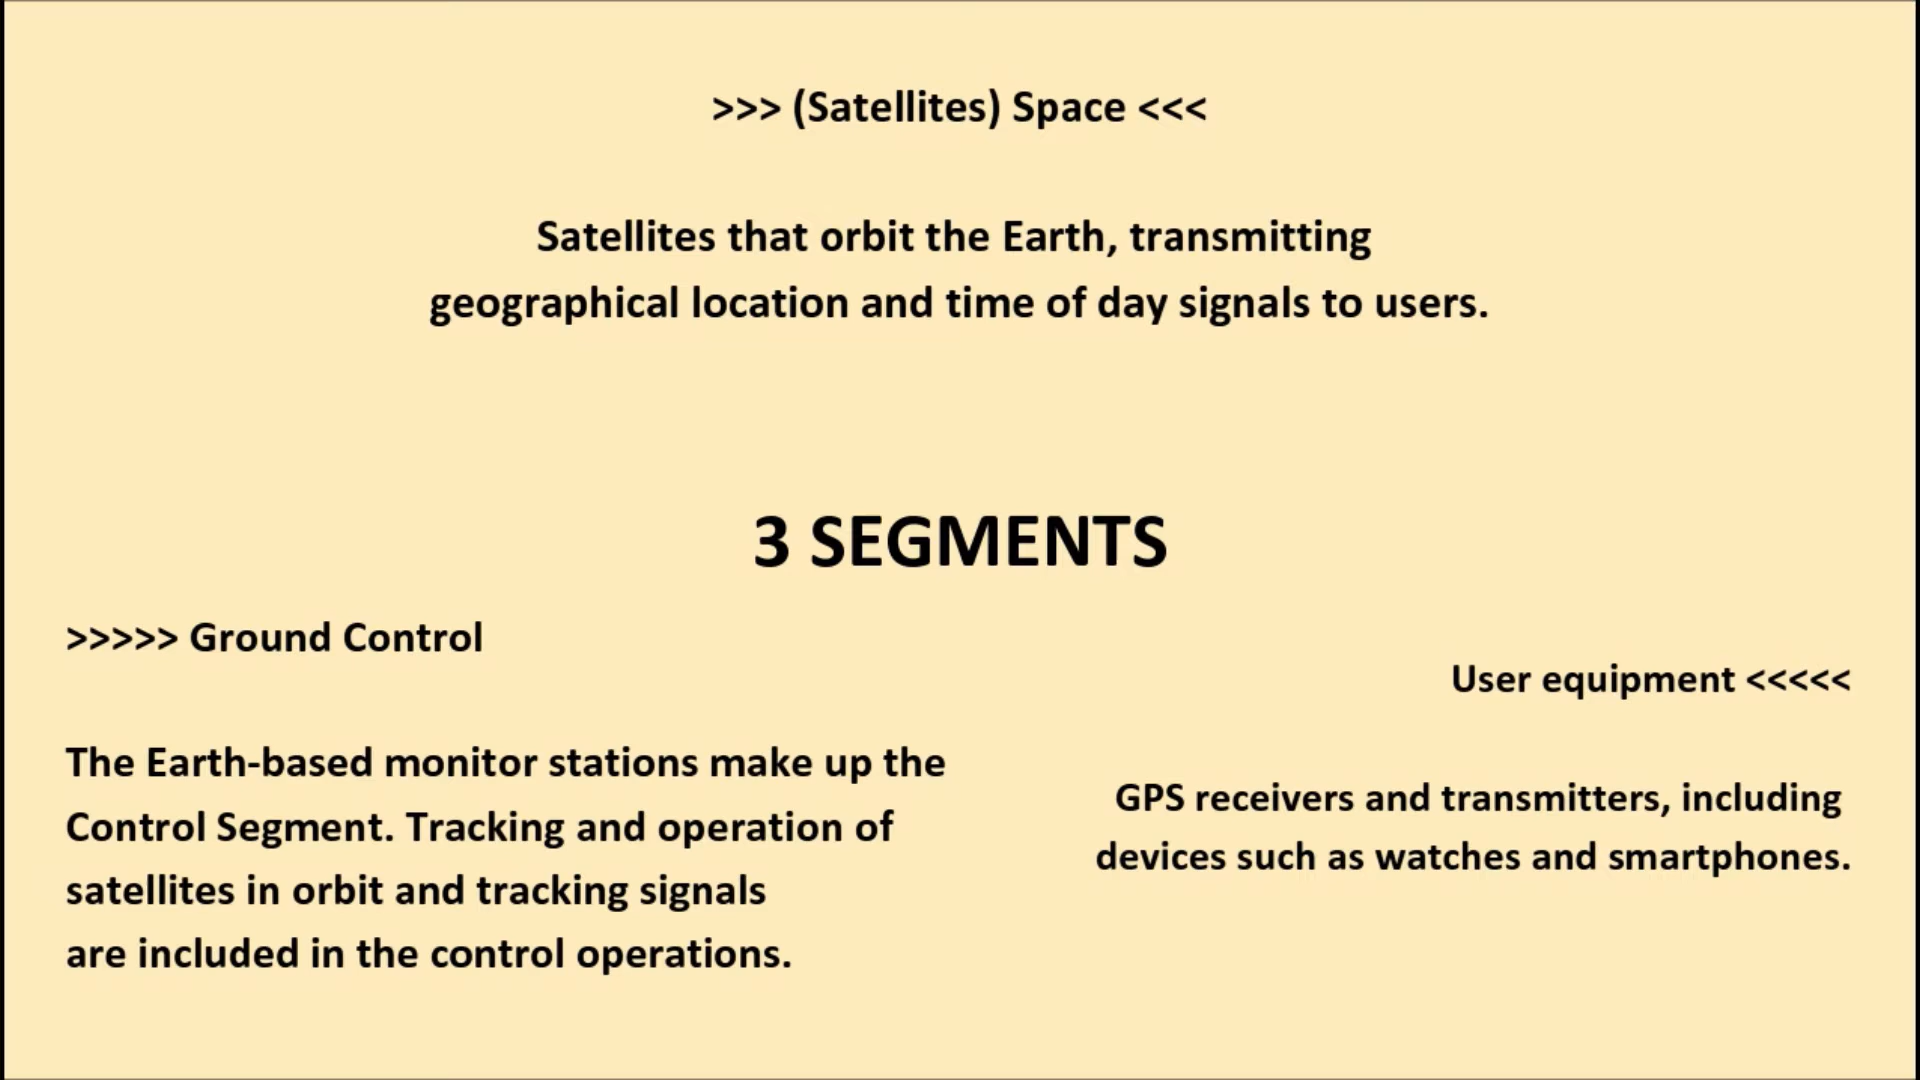 >>> (Satellites) Space <<<
Satellites that orbit the Earth, transmitting
geographical location and time of day signals to users.
3 SEGMENTS
>>>>> Ground Control
The Earth-based monitor stations make up the
Control Segment. Tracking and operation of
satellites in orbit and tracking signals
are included in the control operations.
User equipment <<<<<
GPS receivers and transmitters, including
devices such as watches and smartphones.